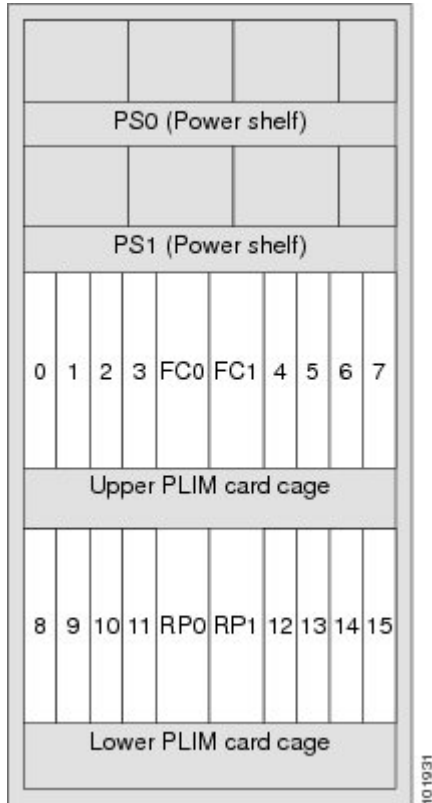 PS0 (Power shelf)
PS1 (Power shelf)
0 1 2 3 FC0 FC1 4 5 6 7
Upper PLIM card cage
8 9 10 11 RP0 RP1 12 13 14 15
Lower PLIM card cage
101931